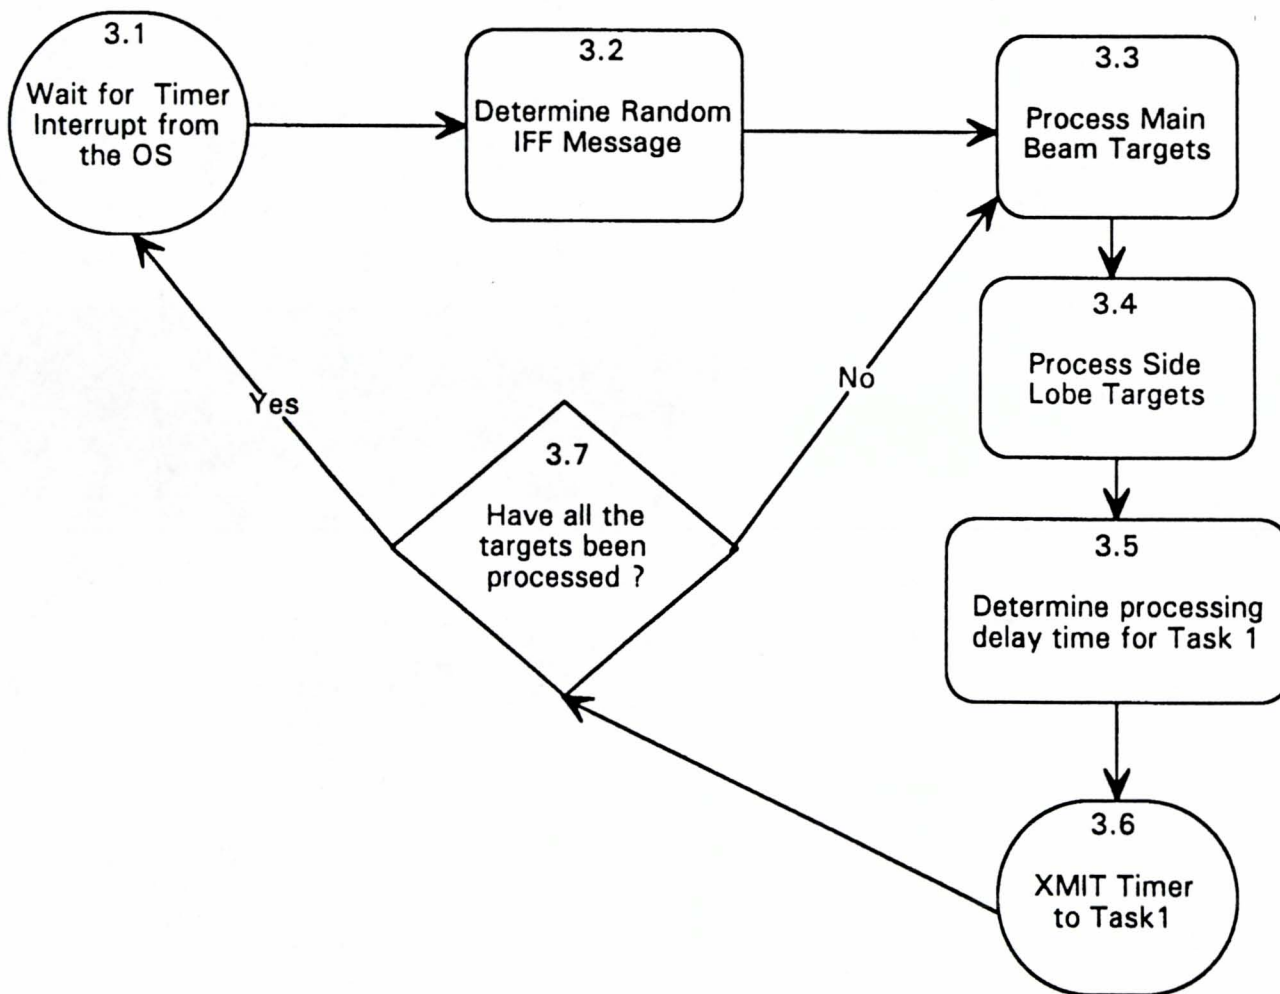 3.1
Wait for Timer
Interrupt from
the OS
3.2
Determine Random
IFF Message
3.3
Process Main
Beam Targets
3.4
Process Side
Lobe Targets
3.5
Determine processing
delay time for Task 1
3.6
XMIT Timer
to Task1
3.7
Have all the
targets been
processed ?
Yes
No